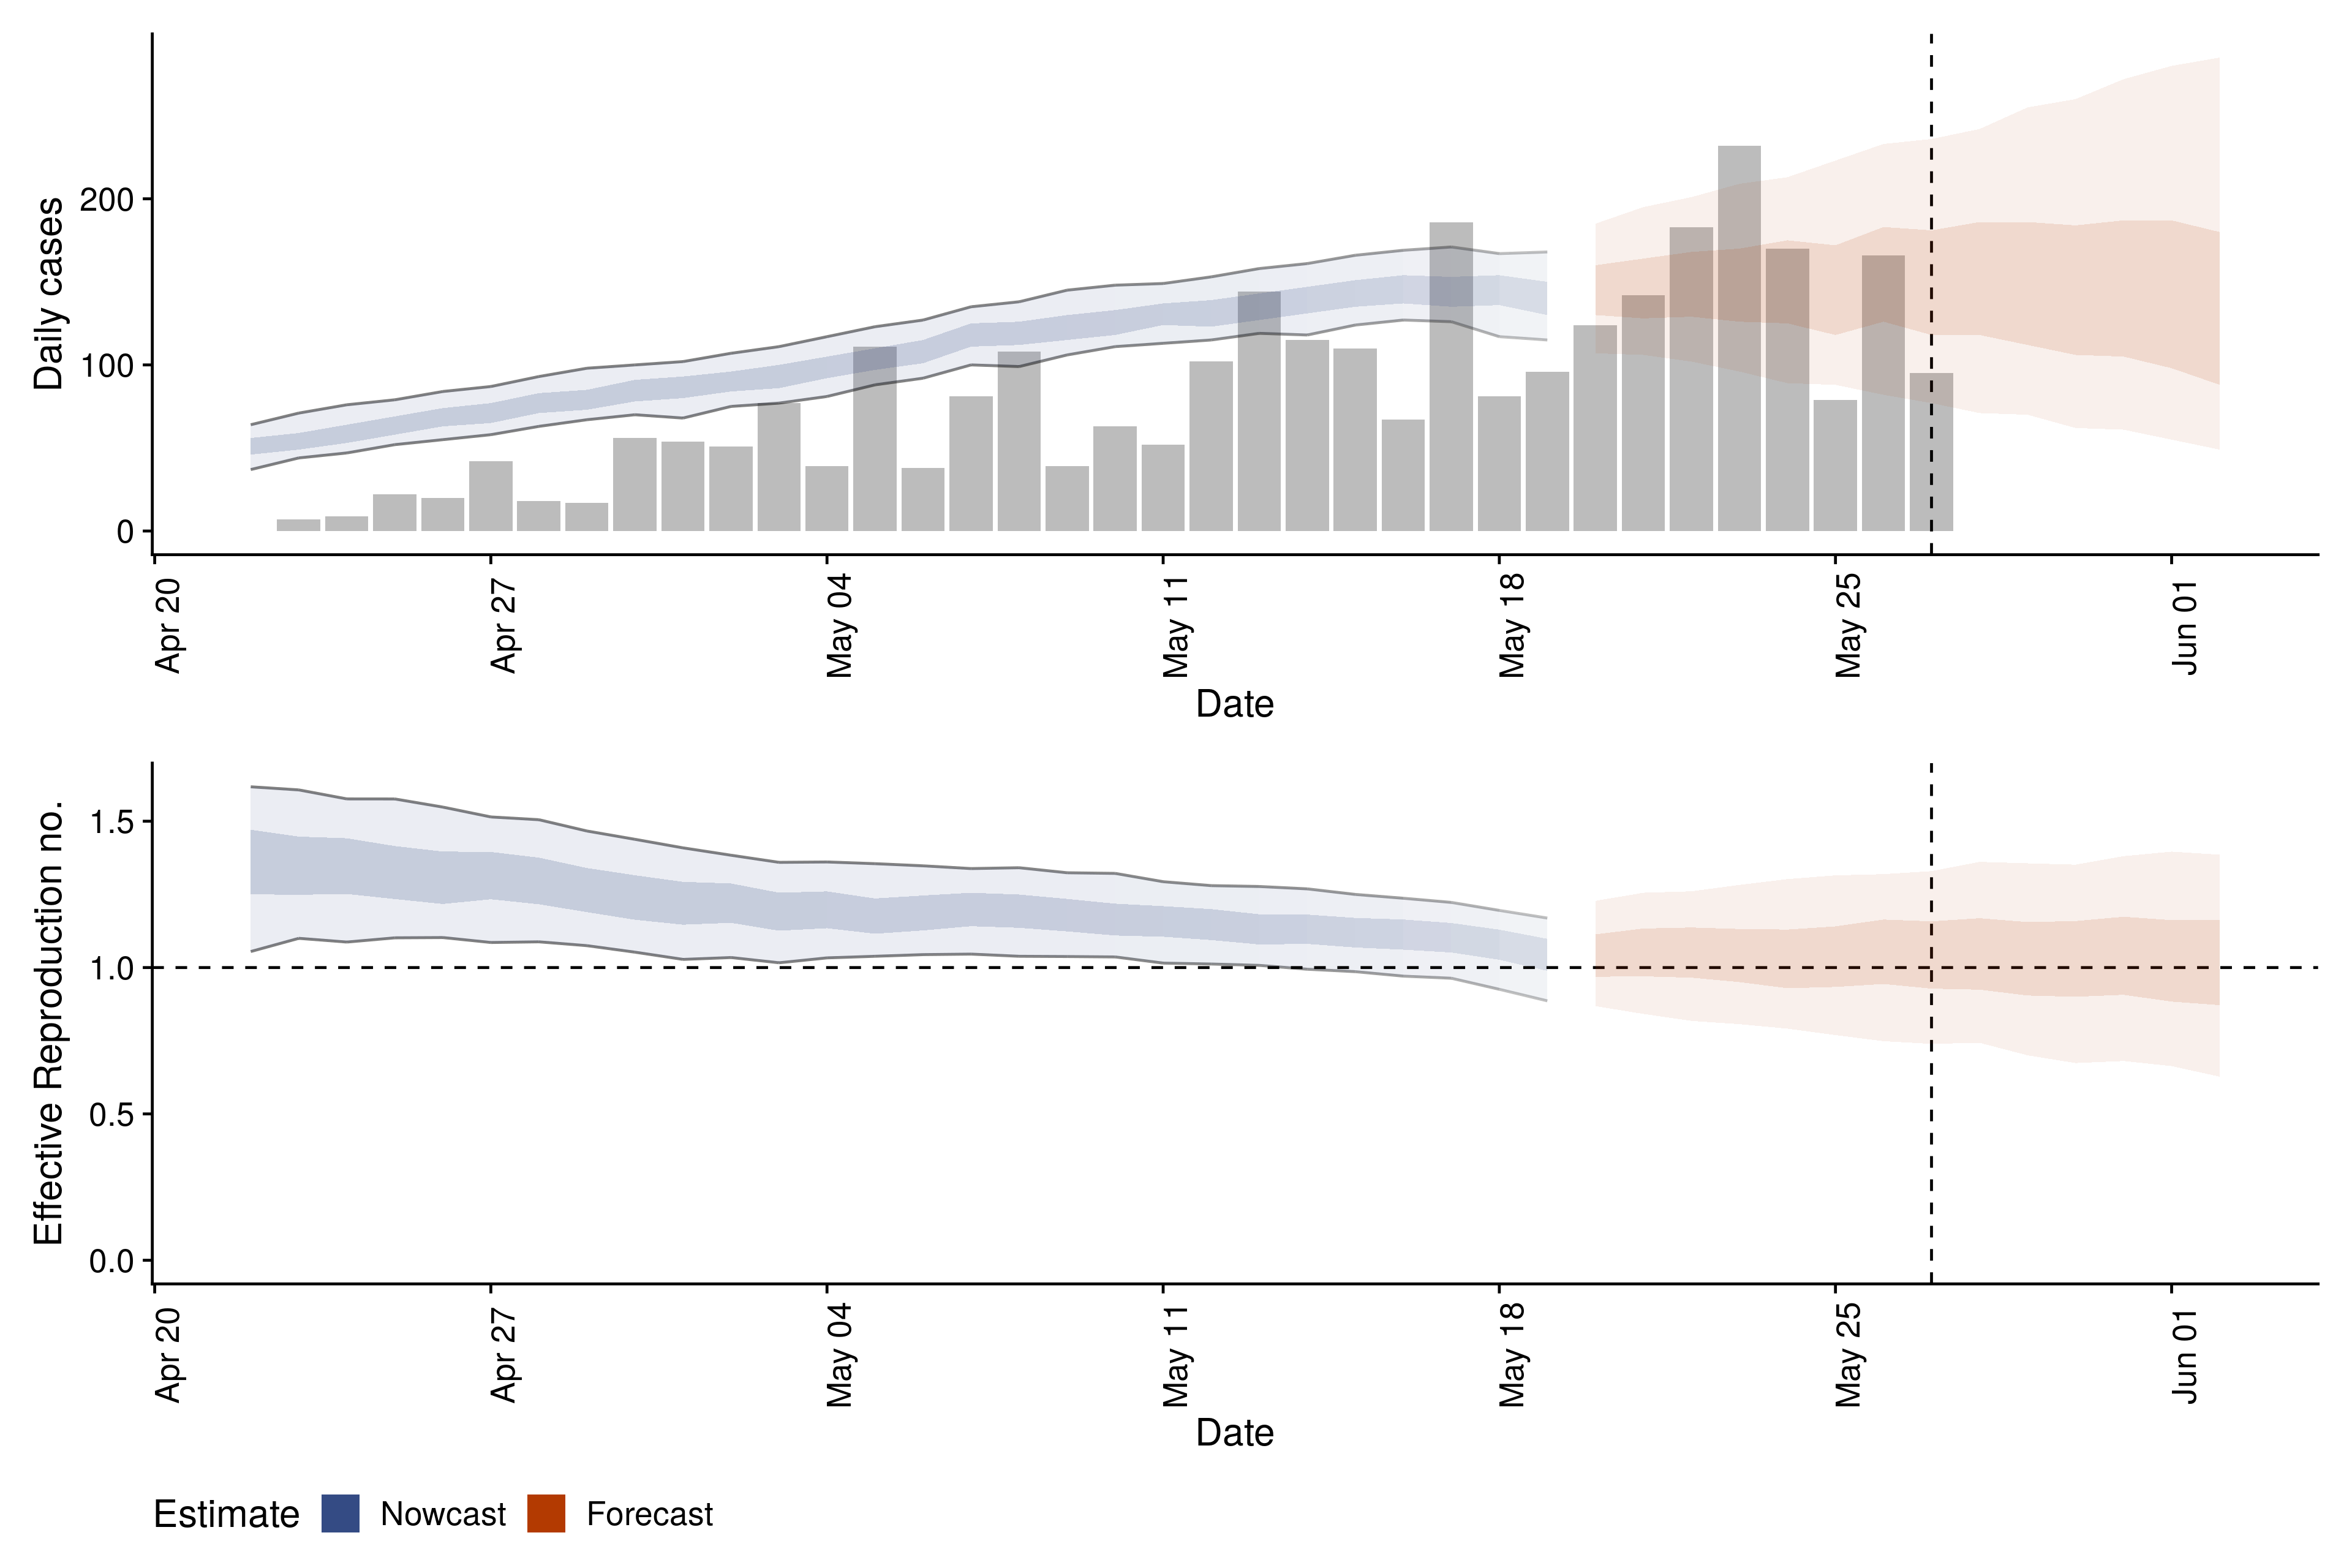 Daily cases
200
100
0
Apr 20
Apr 27
May 04
May 11
May 18
May 25
Jun 01
Date
Effective Reproduction no.
1.5
1.0
0.5
0.0
Apr 20
Apr 27
May 04
May 11
May 18
May 25
Jun 01
Date
Estimate Nowcast Forecast